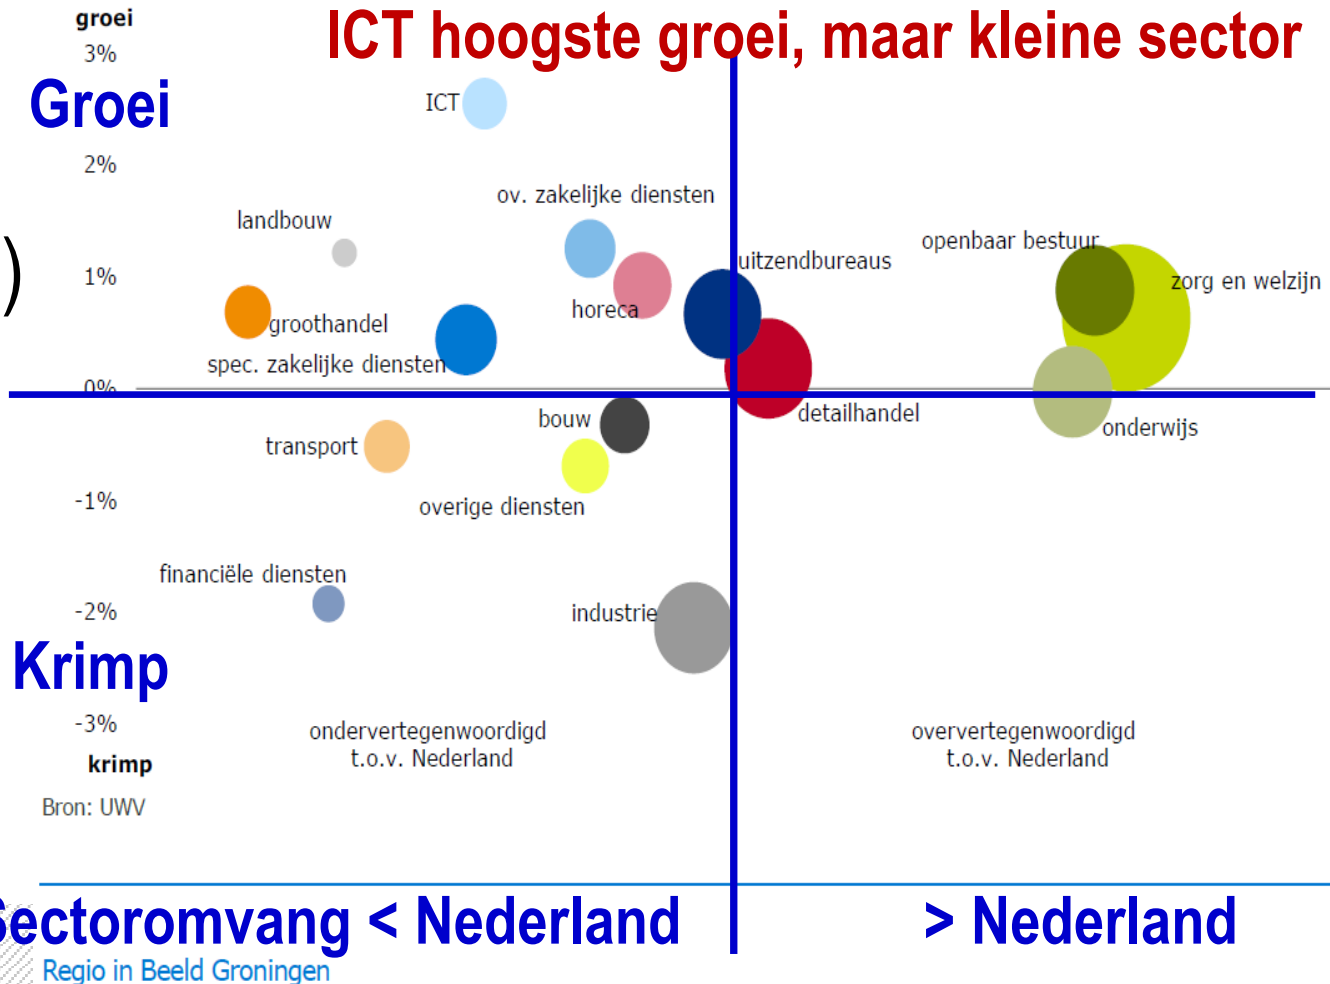 groei
ICT hoogste groei, maar kleine sector
3%
Groei
ICT
2%
ov. zakelijke diensten
landbouw
openbaar bestuur
)
uitzendbureaus
1%
zorg en welzijn
horeca
groothandel
spec. zakelijke diensten
0%
detailhandel
bouw
onderwijs
transport
-1%
overige diensten
financiële diensten
-2%
industrie
Krimp
-3%
ondervertegenwoordigd
t.o.v. Nederland
oververtegenwoordigd
t.o.v. Nederland
krimp
Bron: UWV
Sectoromvang < Nederland
> Nederland
Regio in Beeld Groningen